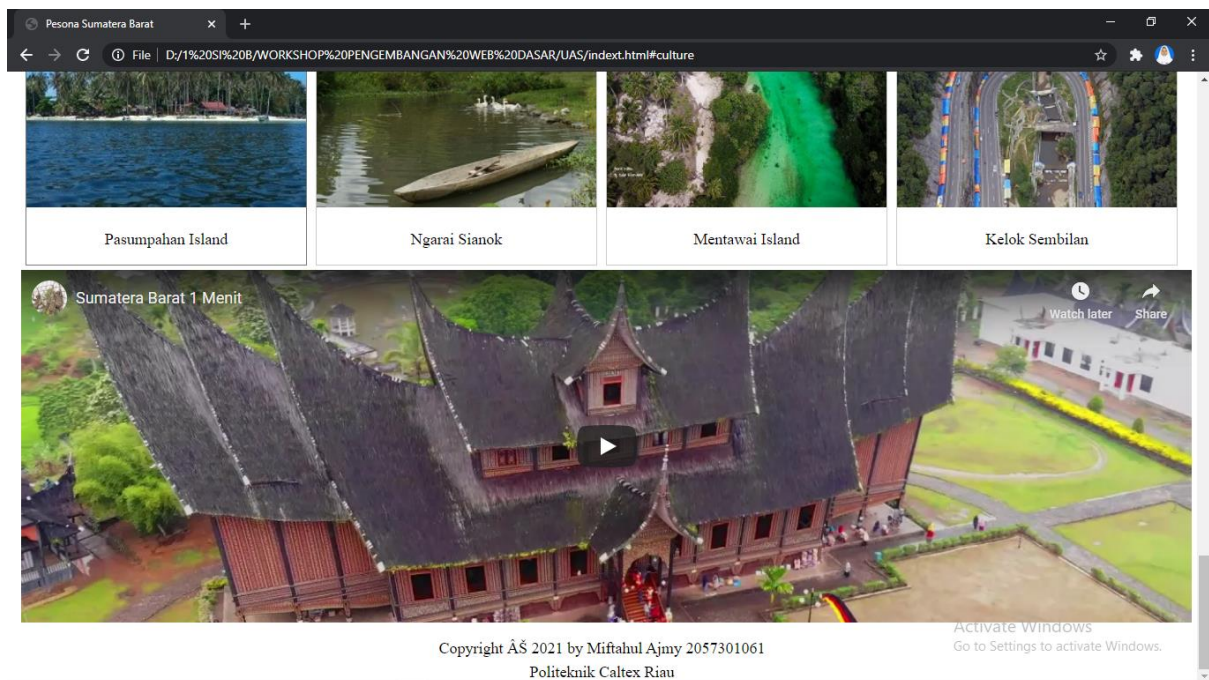 Pesona Sumatera Barat
File D:/1%20SI%20B/WORKSHOP%20PENGEMBANGAN%20WEB%20DASAR/UAS/indext.html#culture
Pasumpahan Island
Ngarai Sianok
Mentawai Island
Kelok Sembilan
Sumatera Barat 1 Menit
Watch later
Share
Copyright ÂŠ 2021 by Miftahul Ajmy 2057301061
Politeknik Caltex Riau
Activate Windows
Go to Settings to activate Windows.